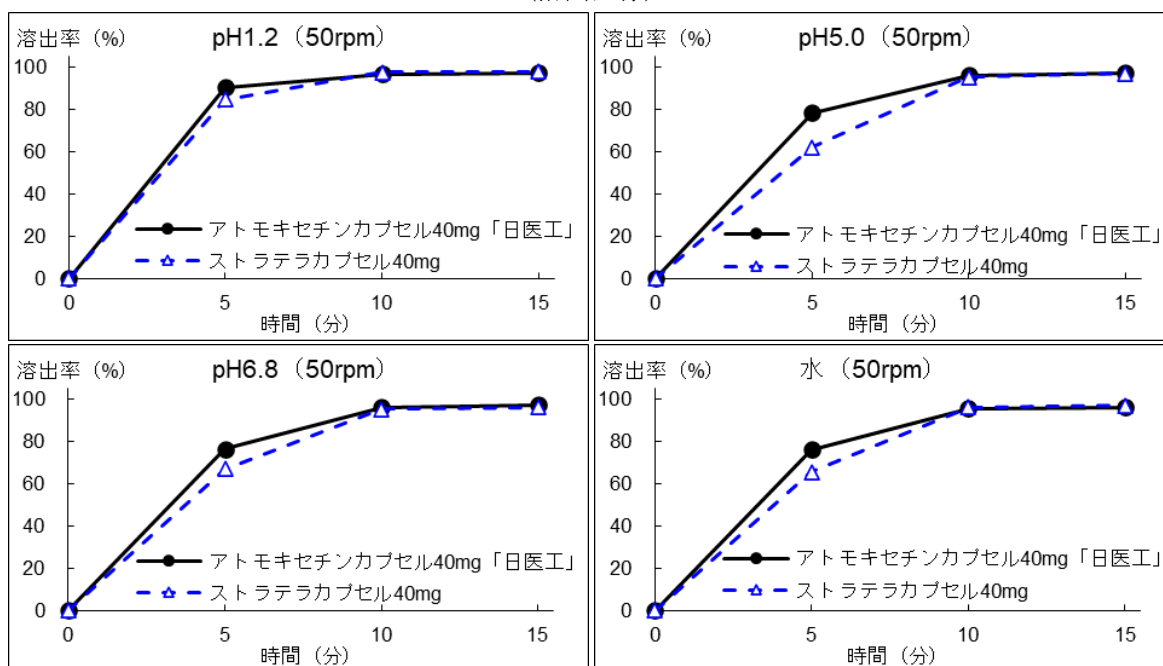 溶出率（%） pH1.2（50rpm）
100
80
60
40
20
0
アトモキセチンカプセル40mg「日医工」
ストラテラカプセル40mg
0 5 10 15
時間（分）
溶出率（%） pH5.0（50rpm）
100
80
60
40
20
0
アトモキセチンカプセル40mg「日医工」
ストラテラカプセル40mg
0 5 10 15
時間（分）
溶出率（%） pH6.8（50rpm）
100
80
60
40
20
0
アトモキセチンカプセル40mg「日医工」
ストラテラカプセル40mg
0 5 10 15
時間（分）
溶出率（%） 水（50rpm）
100
80
60
40
20
0
アトモキセチンカプセル40mg「日医工」
ストラテラカプセル40mg
0 5 10 15
時間（分）